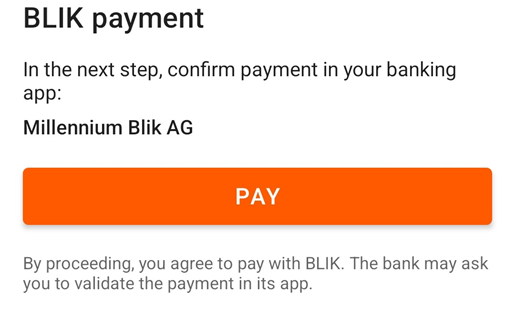 BLIK payment
In the next step, confirm payment in your banking
app:
Millennium Blik AG
PAY
By proceeding, you agree to pay with BLIK. The bank may ask
you to validate the payment in its app.